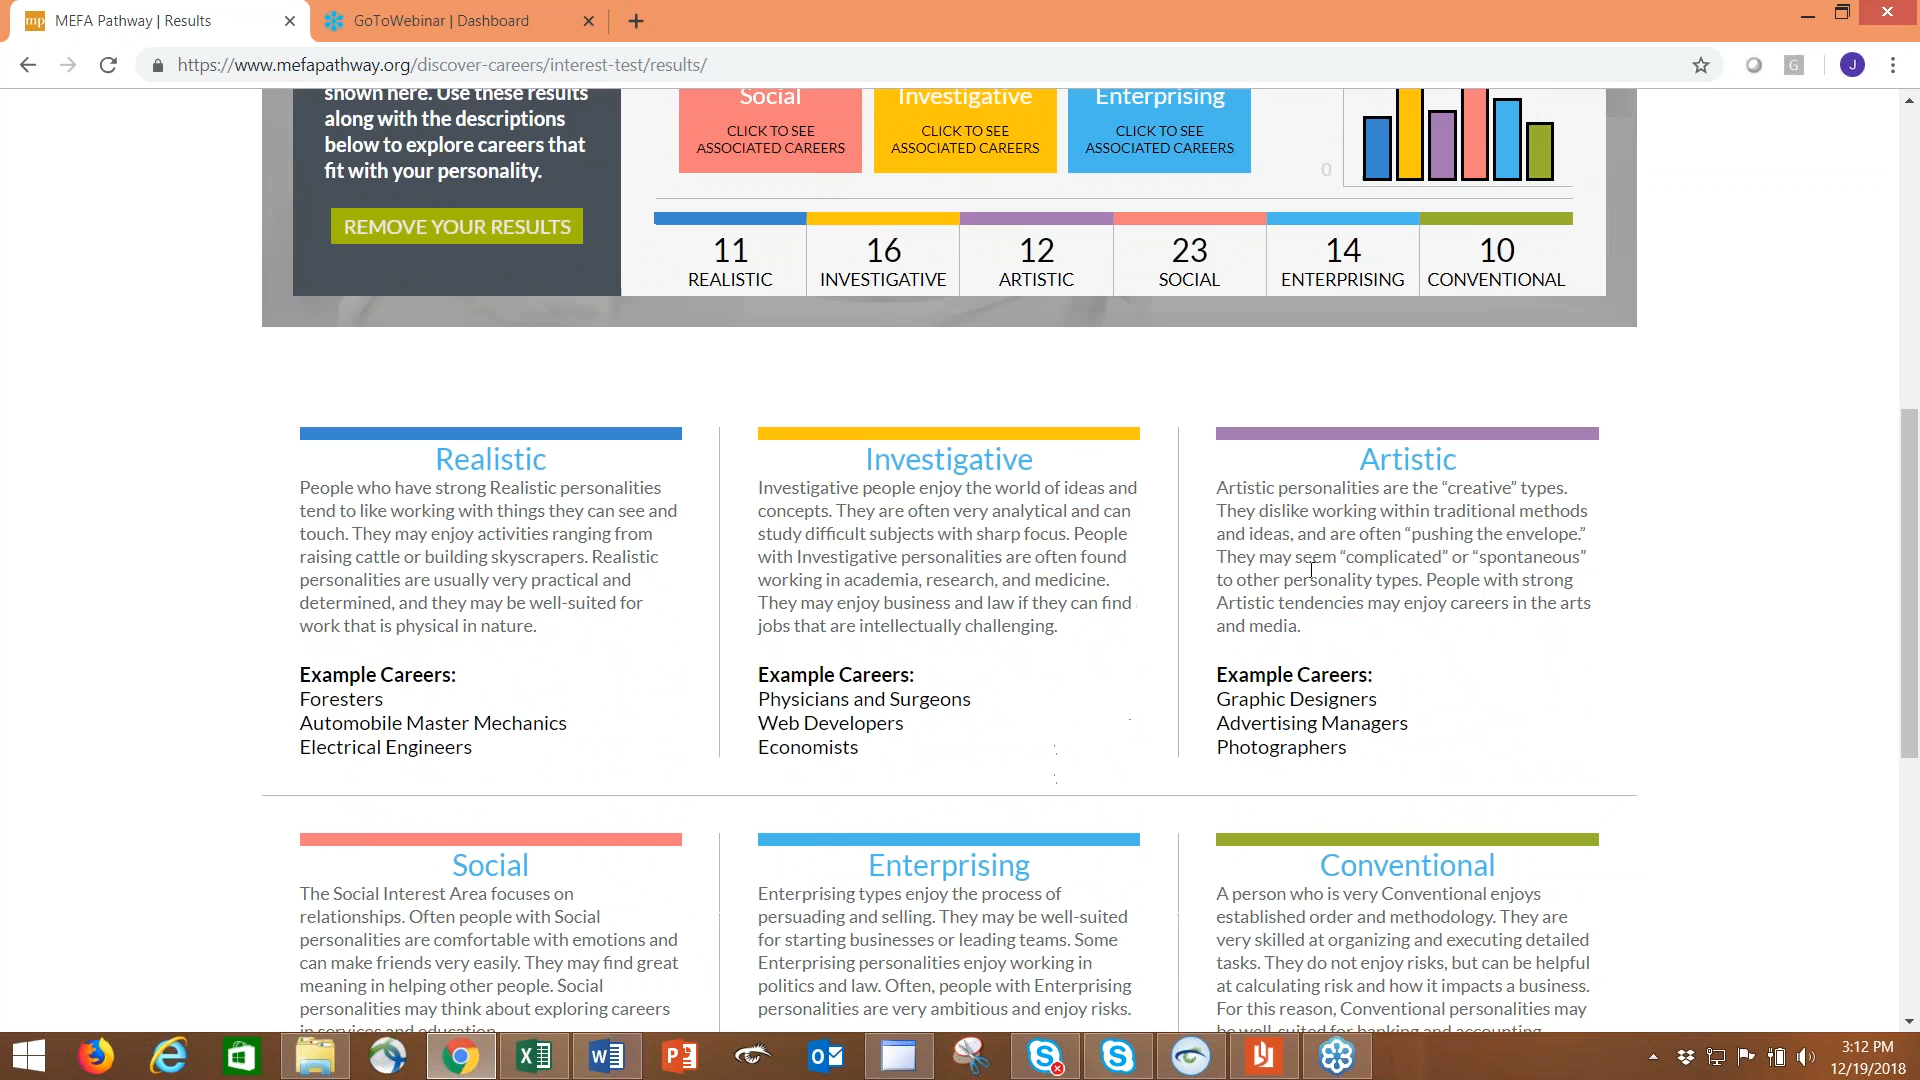 MEFA Pathway | Results
GoToWebinar | Dashboard
https://www.mefapathway.org/discover-careers/interest-test/results/
J
G
shown here. Use these results
along with the descriptions
below to explore careers that
fit with your personality.
REMOVE YOUR RESULTS
Social
CLICK TO SEE
ASSOCIATED CAREERS
Investigative
CLICK TO SEE
ASSOCIATED CAREERS
Enterprising
CLICK TO SEE
ASSOCIATED CAREERS
0
11
REALISTIC
16
INVESTIGATIVE
12
ARTISTIC
23
SOCIAL
14
ENTERPRISING
10
CONVENTIONAL
Realistic
People who have strong Realistic personalities
tend to like working with things they can see and
touch. They may enjoy activities ranging from
raising cattle or building skyscrapers. Realistic
personalities are usually very practical and
determined, and they may be well-suited for
work that is physical in nature.
Example Careers:
Foresters
Automobile Master Mechanics
Electrical Engineers
Investigative
Investigative people enjoy the world of ideas and
concepts. They are often very analytical and can
study difficult subjects with sharp focus. People
with Investigative personalities are often found
working in academia, research, and medicine.
They may enjoy business and law if they can find
jobs that are intellectually challenging.
Example Careers:
Physicians and Surgeons
Web Developers
Economists
Artistic
Artistic personalities are the “creative” types.
They dislike working within traditional methods
and ideas, and are often “pushing the envelope.”
They may seem “complicated” or “spontaneous”
to other personality types. People with strong
Artistic tendencies may enjoy careers in the arts
and media.
Example Careers:
Graphic Designers
Advertising Managers
Photographers
Social
The Social Interest Area focuses on
relationships. Often people with Social
personalities are comfortable with emotions and
can make friends very easily. They may find great
meaning in helping other people. Social
personalities may think about exploring careers
in services and education.
Enterprising
Enterprising types enjoy the process of
persuading and selling. They may be well-suited
for starting businesses or leading teams. Some
Enterprising personalities enjoy working in
politics and law. Often, people with Enterprising
personalities are very ambitious and enjoy risks.
Conventional
A person who is very Conventional enjoys
established order and methodology. They are
very skilled at organizing and executing detailed
tasks. They do not enjoy risks, but can be helpful
at calculating risk and how it impacts a business.
For this reason, Conventional personalities may
be well-suited for banking and accounting.
3:12 PM
12/19/2018